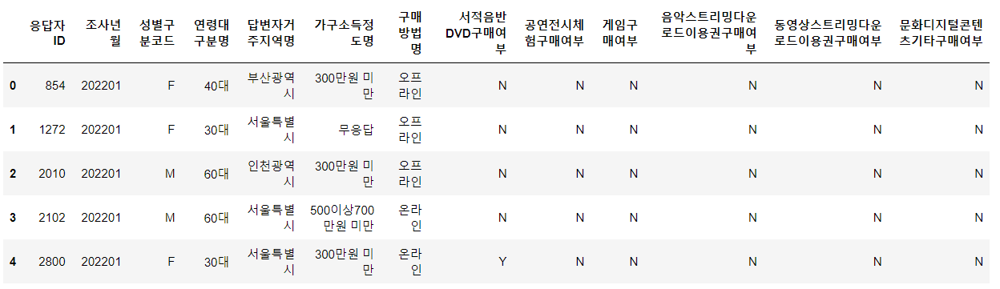 응답자ID 조사년월 성별구분코드 연령대구분명 답변자거주지역명 가구소득정도명 구매방법명 서적음반DVD구매여부 공연전시체험구매여부 게임구매여부 음악스트리밍다운로드이용권구매여부 동영상스트리밍다운로드이용권구매여부 문화디지털콘텐츠기타구매여부
0 854 202201 F 40대 부산광역시 300만원 미만 오프라인 N N N N N N
1 1272 202201 F 30대 서울특별시 무응답 오프라인 N N N N N N
2 2010 202201 M 60대 인천광역시 300만원 미만 오프라인 N N N N N N
3 2102 202201 M 60대 서울특별시 500이상700만원 미만 온라인 N N N N N N
4 2800 202201 F 30대 서울특별시 300만원 미만 온라인 Y N N N N N